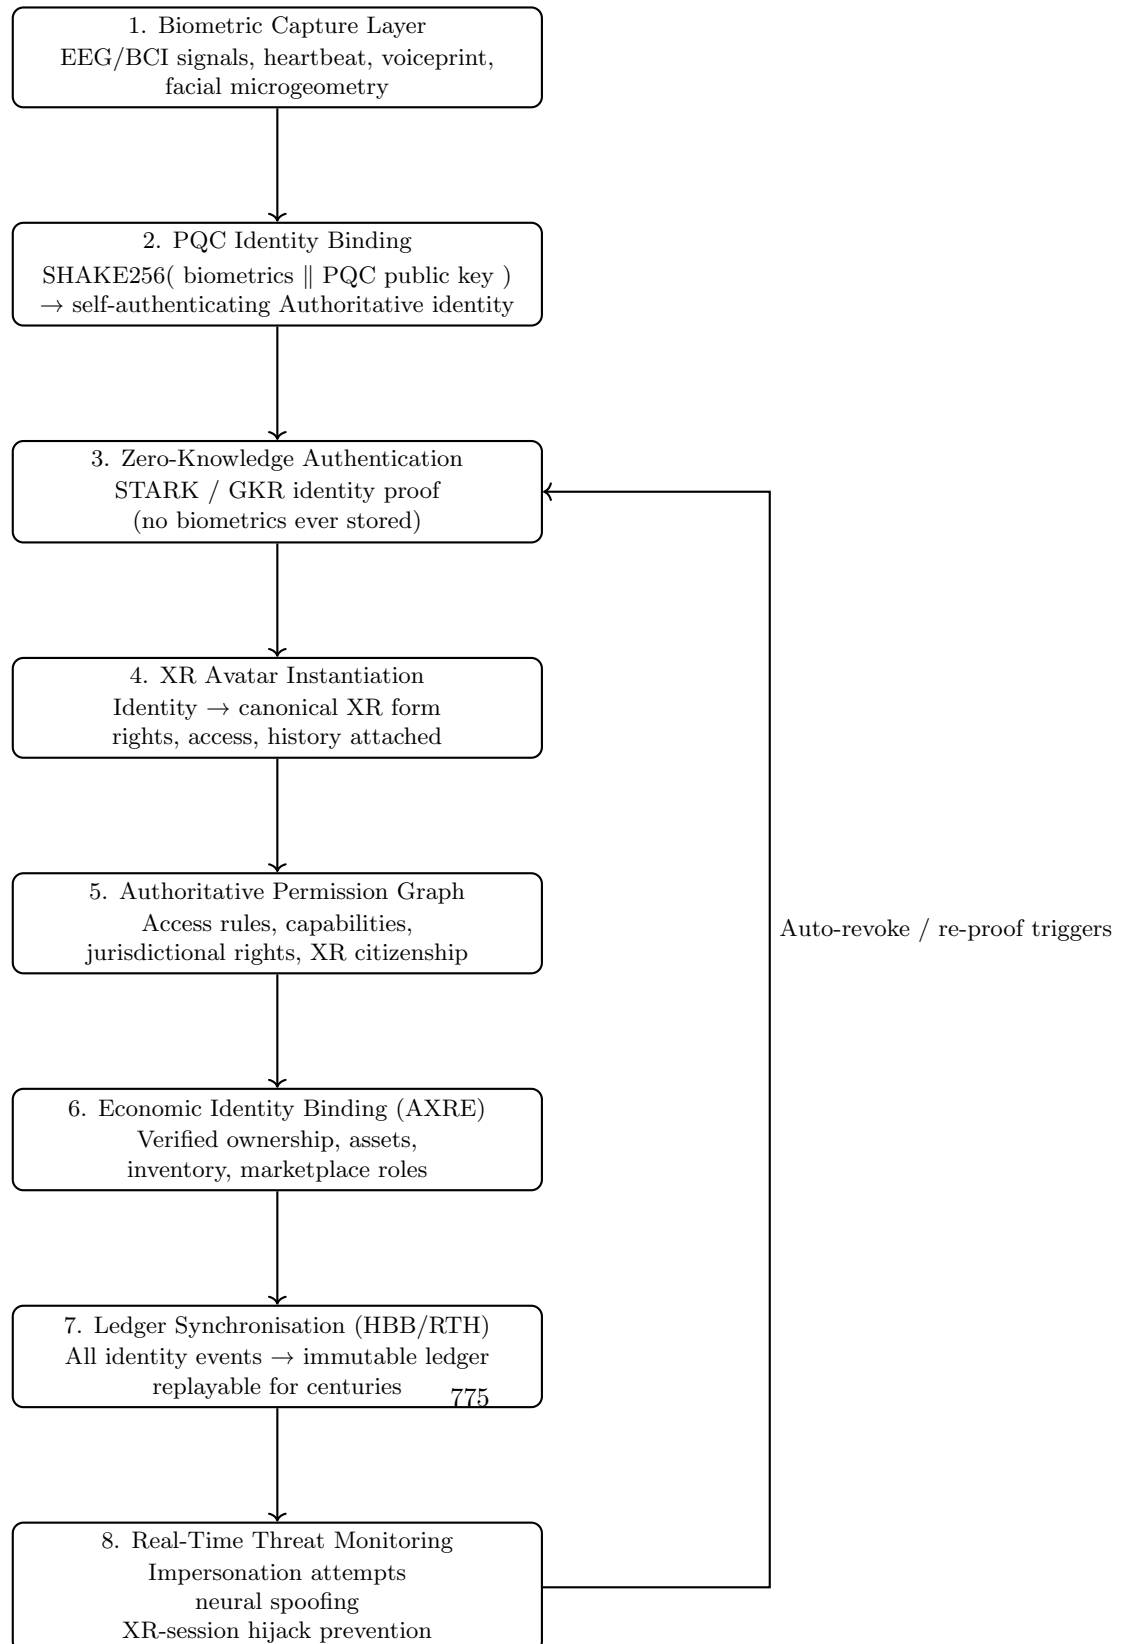 1. Biometric Capture Layer
EEG/BCI signals, heartbeat, voiceprint,
facial microgeometry
2. PQC Identity Binding
SHAKE256( biometrics ∥ PQC public key )
→ self-authenticating Authoritative identity
3. Zero-Knowledge Authentication
STARK / GKR identity proof
(no biometrics ever stored)
4. XR Avatar Instantiation
Identity → canonical XR form
rights, access, history attached
5. Authoritative Permission Graph
Access rules, capabilities,
jurisdictional rights, XR citizenship
Auto-revoke / re-proof triggers
6. Economic Identity Binding (AXRE)
Verified ownership, assets,
inventory, marketplace roles
7. Ledger Synchronisation (HBB/RTH)
All identity events → immutable ledger
replayable for centuries
775
8. Real-Time Threat Monitoring
Impersonation attempts
neural spoofing
XR-session hijack prevention